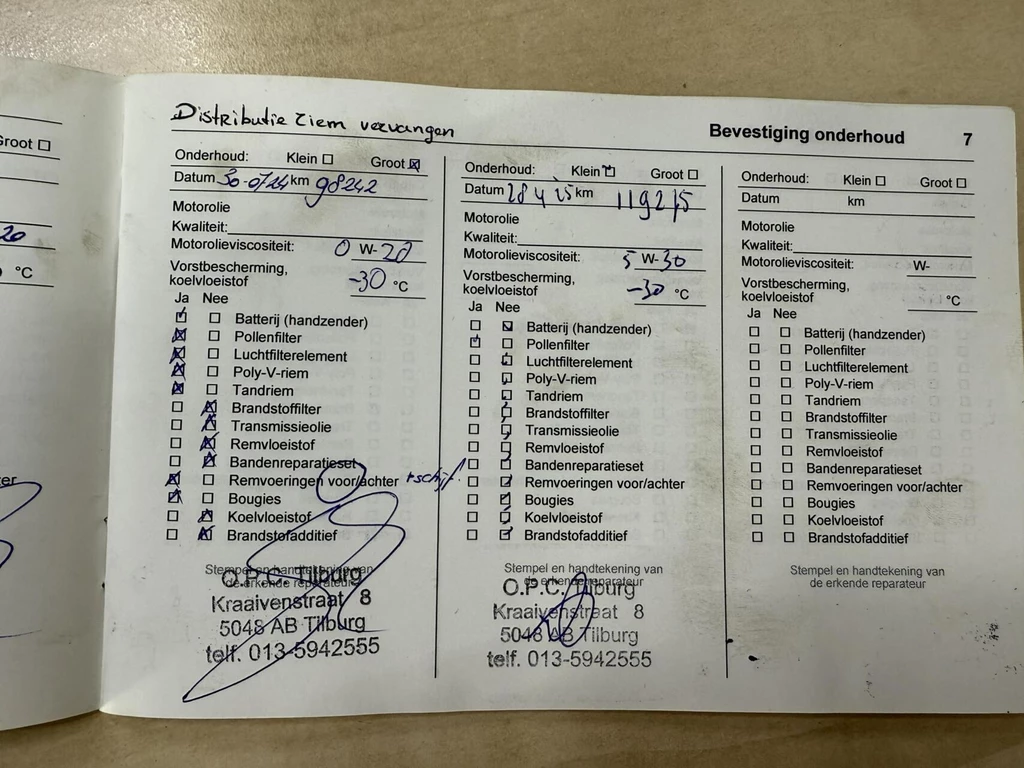 Groot ☐
20
°C
Distributie riem vervangen
Bevestiging onderhoud 7
Onderhoud: Klein ☐ Groot ☒
Datum 30-07-24 km 98242
Motorolie
Kwaliteit:
Motorolieviscositeit: 0 W-20
Vorstbescherming,
koelvloeistof -30 °C
Ja Nee
☑ ☐ Batterij (handzender)
☒ ☐ Pollenfilter
☒ ☐ Luchtfilterelement
☒ ☐ Poly-V-riem
☒ ☐ Tandriem
☐ ☒ Brandstoffilter
☐ ☒ Transmissieolie
☐ ☒ Remvloeistof
☐ ☒ Bandenreparatieset
☒ ☐ Remvoeringen voor/achter +schijf!
☑ ☐ Bougies
☐ ☒ Koelvloeistof
☐ ☒ Brandstofadditief
Stempel en handtekening van
de erkende reparateur
O.P.C. Tilburg
Kraaivenstraat 8
5048 AB Tilburg
telf. 013-5942555
Onderhoud: Klein ☑ Groot ☐
Datum 28 4 25 km 119275
Motorolie
Kwaliteit:
Motorolieviscositeit: 5 W-30
Vorstbescherming,
koelvloeistof -30 °C
Ja Nee
☐ ☑ Batterij (handzender)
☑ ☐ Pollenfilter
☐ ☑ Luchtfilterelement
☐ ☑ Poly-V-riem
☐ ☑ Tandriem
☐ ☑ Brandstoffilter
☐ ☑ Transmissieolie
☐ ☑ Remvloeistof
☐ ☑ Bandenreparatieset
☐ ☑ Remvoeringen voor/achter
☐ ☑ Bougies
☐ ☑ Koelvloeistof
☐ ☑ Brandstofadditief
Stempel en handtekening van
de erkende reparateur
O.P.C. Tilburg
Kraaivenstraat 8
5048 AB Tilburg
telf. 013-5942555
Onderhoud: Klein ☐ Groot ☐
Datum km
Motorolie
Kwaliteit:
Motorolieviscositeit: W-
Vorstbescherming,
koelvloeistof °C
Ja Nee
☐ ☐ Batterij (handzender)
☐ ☐ Pollenfilter
☐ ☐ Luchtfilterelement
☐ ☐ Poly-V-riem
☐ ☐ Tandriem
☐ ☐ Brandstoffilter
☐ ☐ Transmissieolie
☐ ☐ Remvloeistof
☐ ☐ Bandenreparatieset
☐ ☐ Remvoeringen voor/achter
☐ ☐ Bougies
☐ ☐ Koelvloeistof
☐ ☐ Brandstofadditief
Stempel en handtekening van
de erkende reparateur